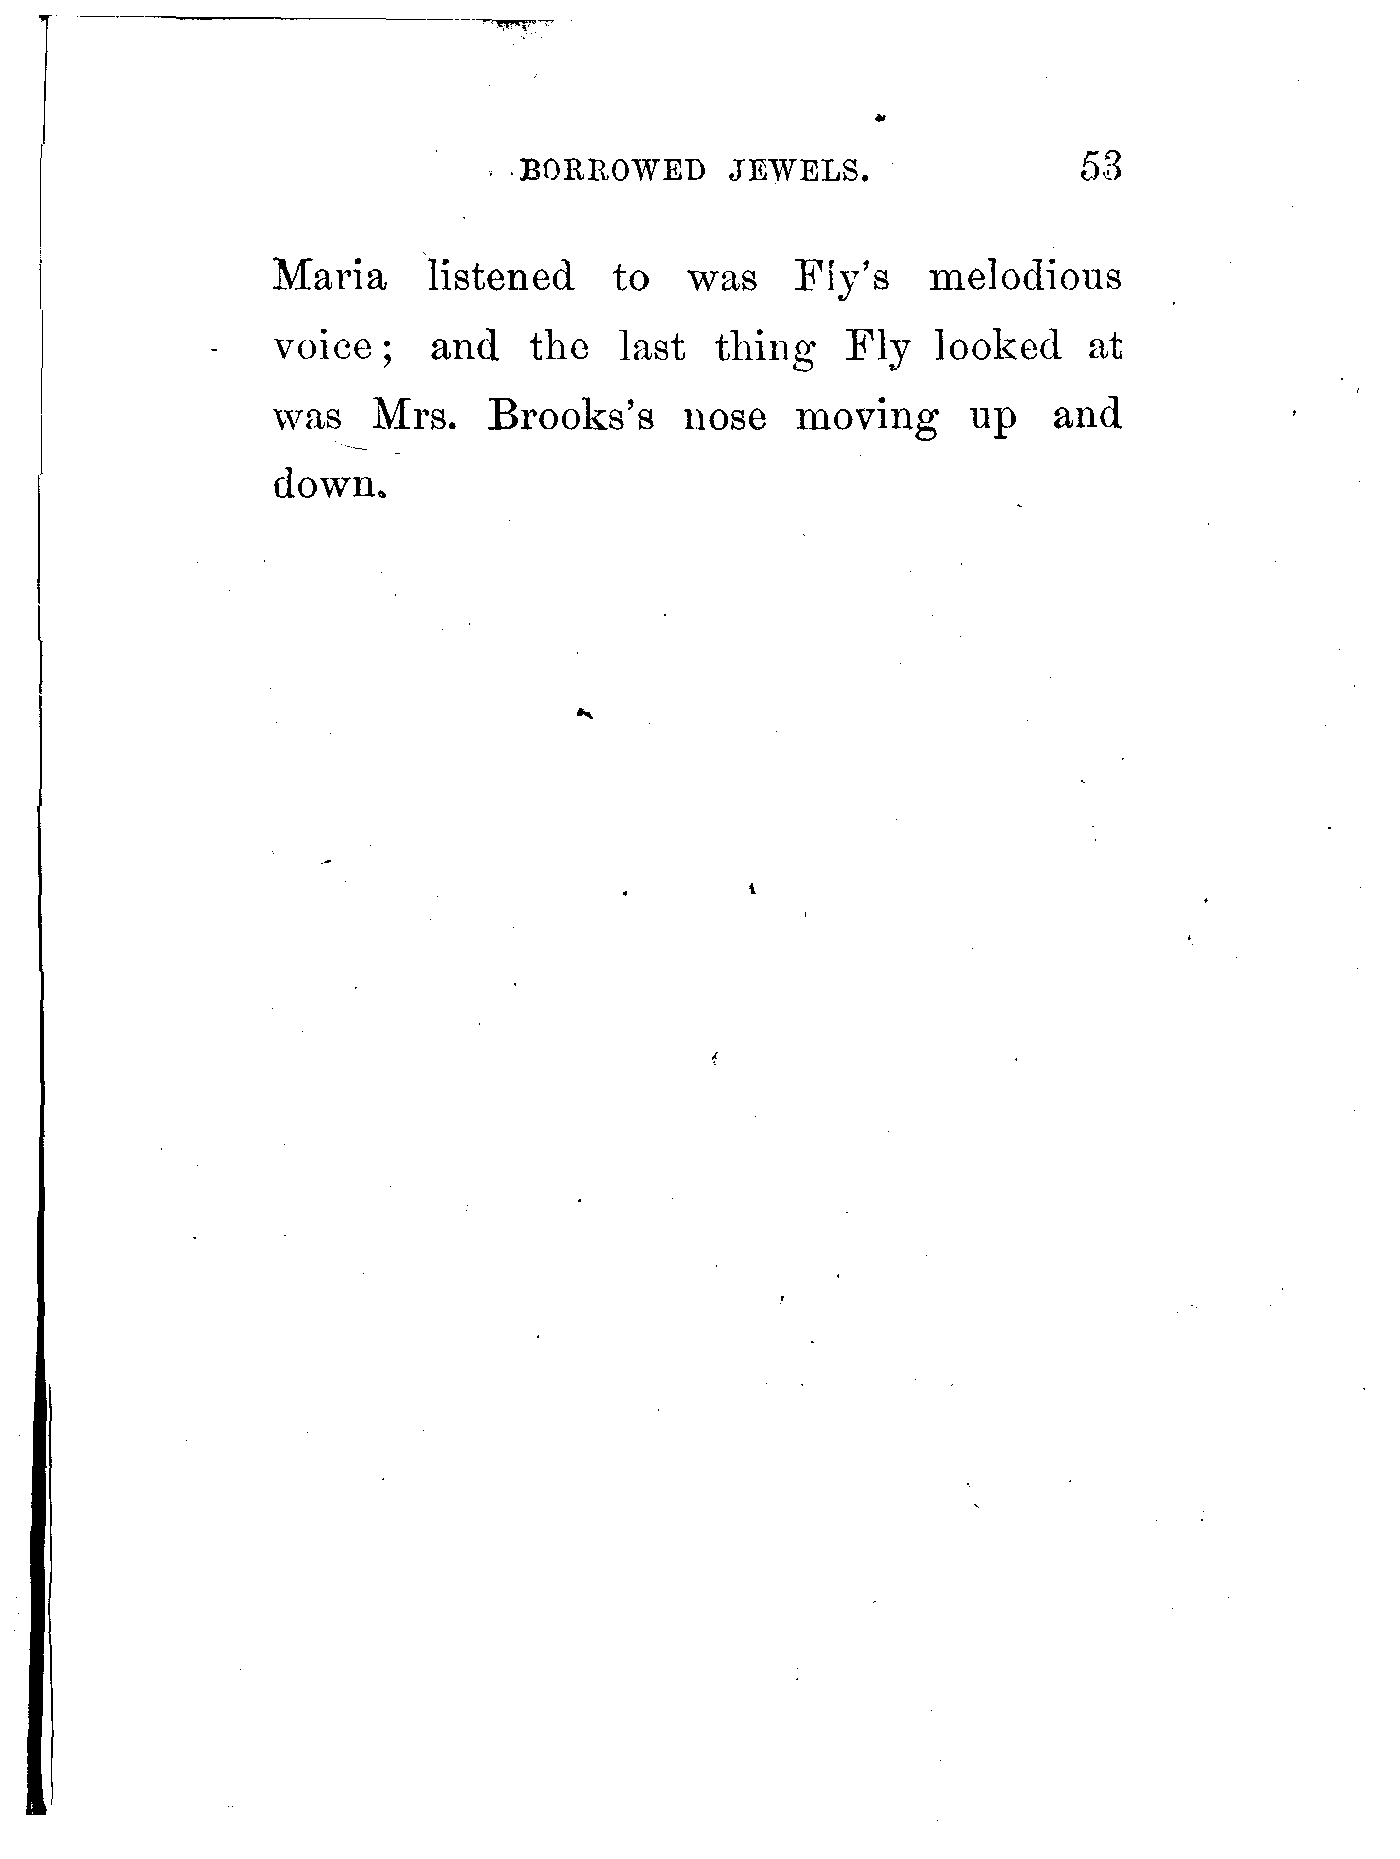 BORROWED JEWELS. 53
Maria listened to was Fly's melodious
voice; and the last thing Fly looked at
was Mrs. Brooks's nose moving up and
down.